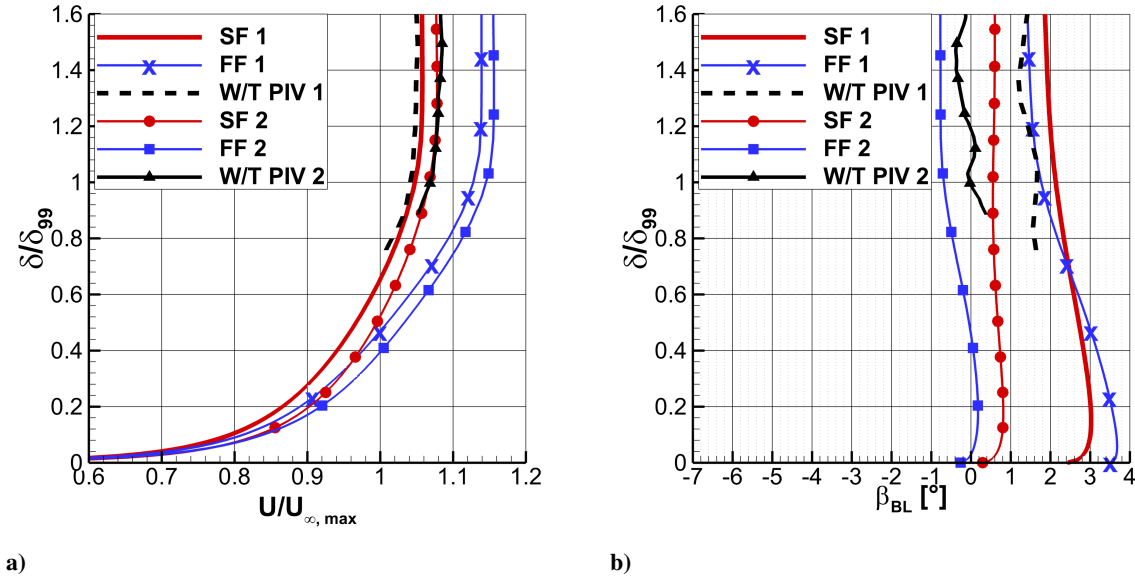 SF 1
FF 1
W/T PIV 1
SF 2
FF 2
W/T PIV 2
δ/δ99
1.6
1.4
1.2
1
0.8
0.6
0.4
0.2
0
0.6 0.7 0.8 0.9 1 1.1 1.2
U/U∞, max
a)
SF 1
FF 1
W/T PIV 1
SF 2
FF 2
W/T PIV 2
δ/δ99
1.6
1.4
1.2
1
0.8
0.6
0.4
0.2
0
-7 -6 -5 -4 -3 -2 -1 0 1 2 3 4
βBL [°]
b)